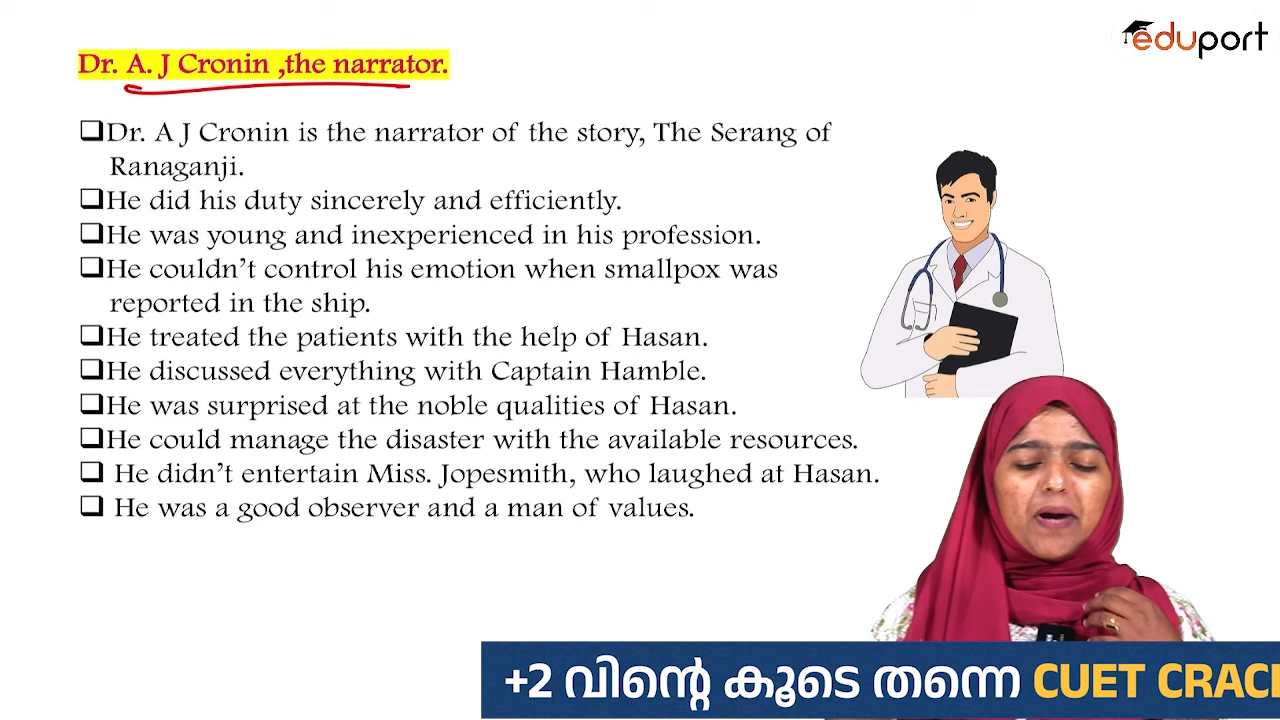 eduport
Dr. A. J Cronin ,the narrator.
❑Dr. A J Cronin is the narrator of the story, The Serang of
Ranaganji.
❑He did his duty sincerely and efficiently.
❑He was young and inexperienced in his profession.
❑He couldn't control his emotion when smallpox was
reported in the ship.
❑He treated the patients with the help of Hasan.
❑He discussed everything with Captain Hamble.
❑He was surprised at the noble qualities of Hasan.
❑He could manage the disaster with the available resources.
❑ He didn't entertain Miss. Jopesmith, who laughed at Hasan.
❑ He was a good observer and a man of values.
+2 വിന്റെ കൂടെ തന്നെ CUET CRACK